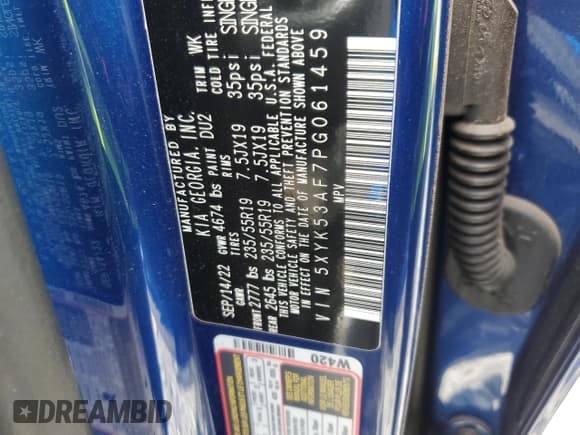 MANUFACTURED BY
KIA GEORGIA, INC.
SEP/14/22 GVWR 4674 lbs PAINT DU2 TRIM WK
GAWR TIRES RIMS COLD TIRE INF
FRONT 2777 lbs 235/55R19 7.5JX19 35psi SINGL
REAR 2645 lbs 235/55R19 7.5JX19 35psi SINGL
THIS VEHICLE CONFORMS TO ALL APPLICABLE U.S.A. FEDERAL
MOTOR VEHICLE SAFETY AND THEFT PREVENTION STANDARDS
IN EFFECT ON THE DATE OF MANUFACTURE SHOWN ABOVE
VIN 5XYK53AF7PG061459
MPV
W420
DREAMBID